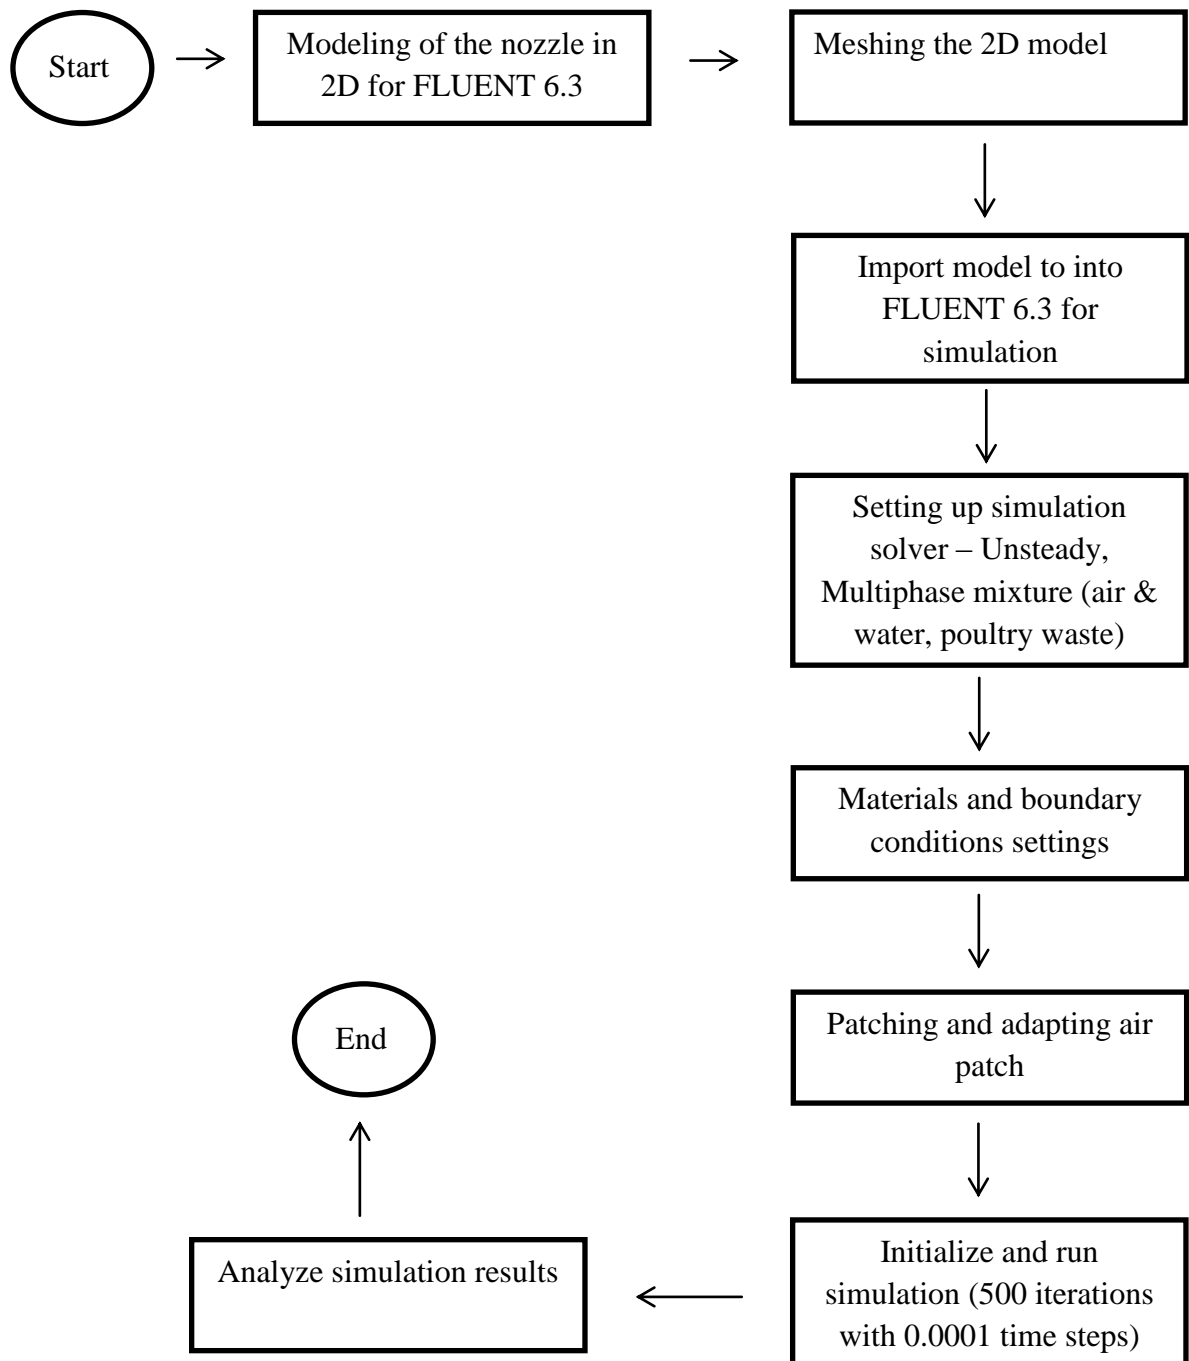 Start
Modeling of the nozzle in
2D for FLUENT 6.3
Meshing the 2D model
Import model to into
FLUENT 6.3 for
simulation
Setting up simulation
solver – Unsteady,
Multiphase mixture (air &
water, poultry waste)
Materials and boundary
conditions settings
Patching and adapting air
patch
Initialize and run
simulation (500 iterations
with 0.0001 time steps)
Analyze simulation results
End